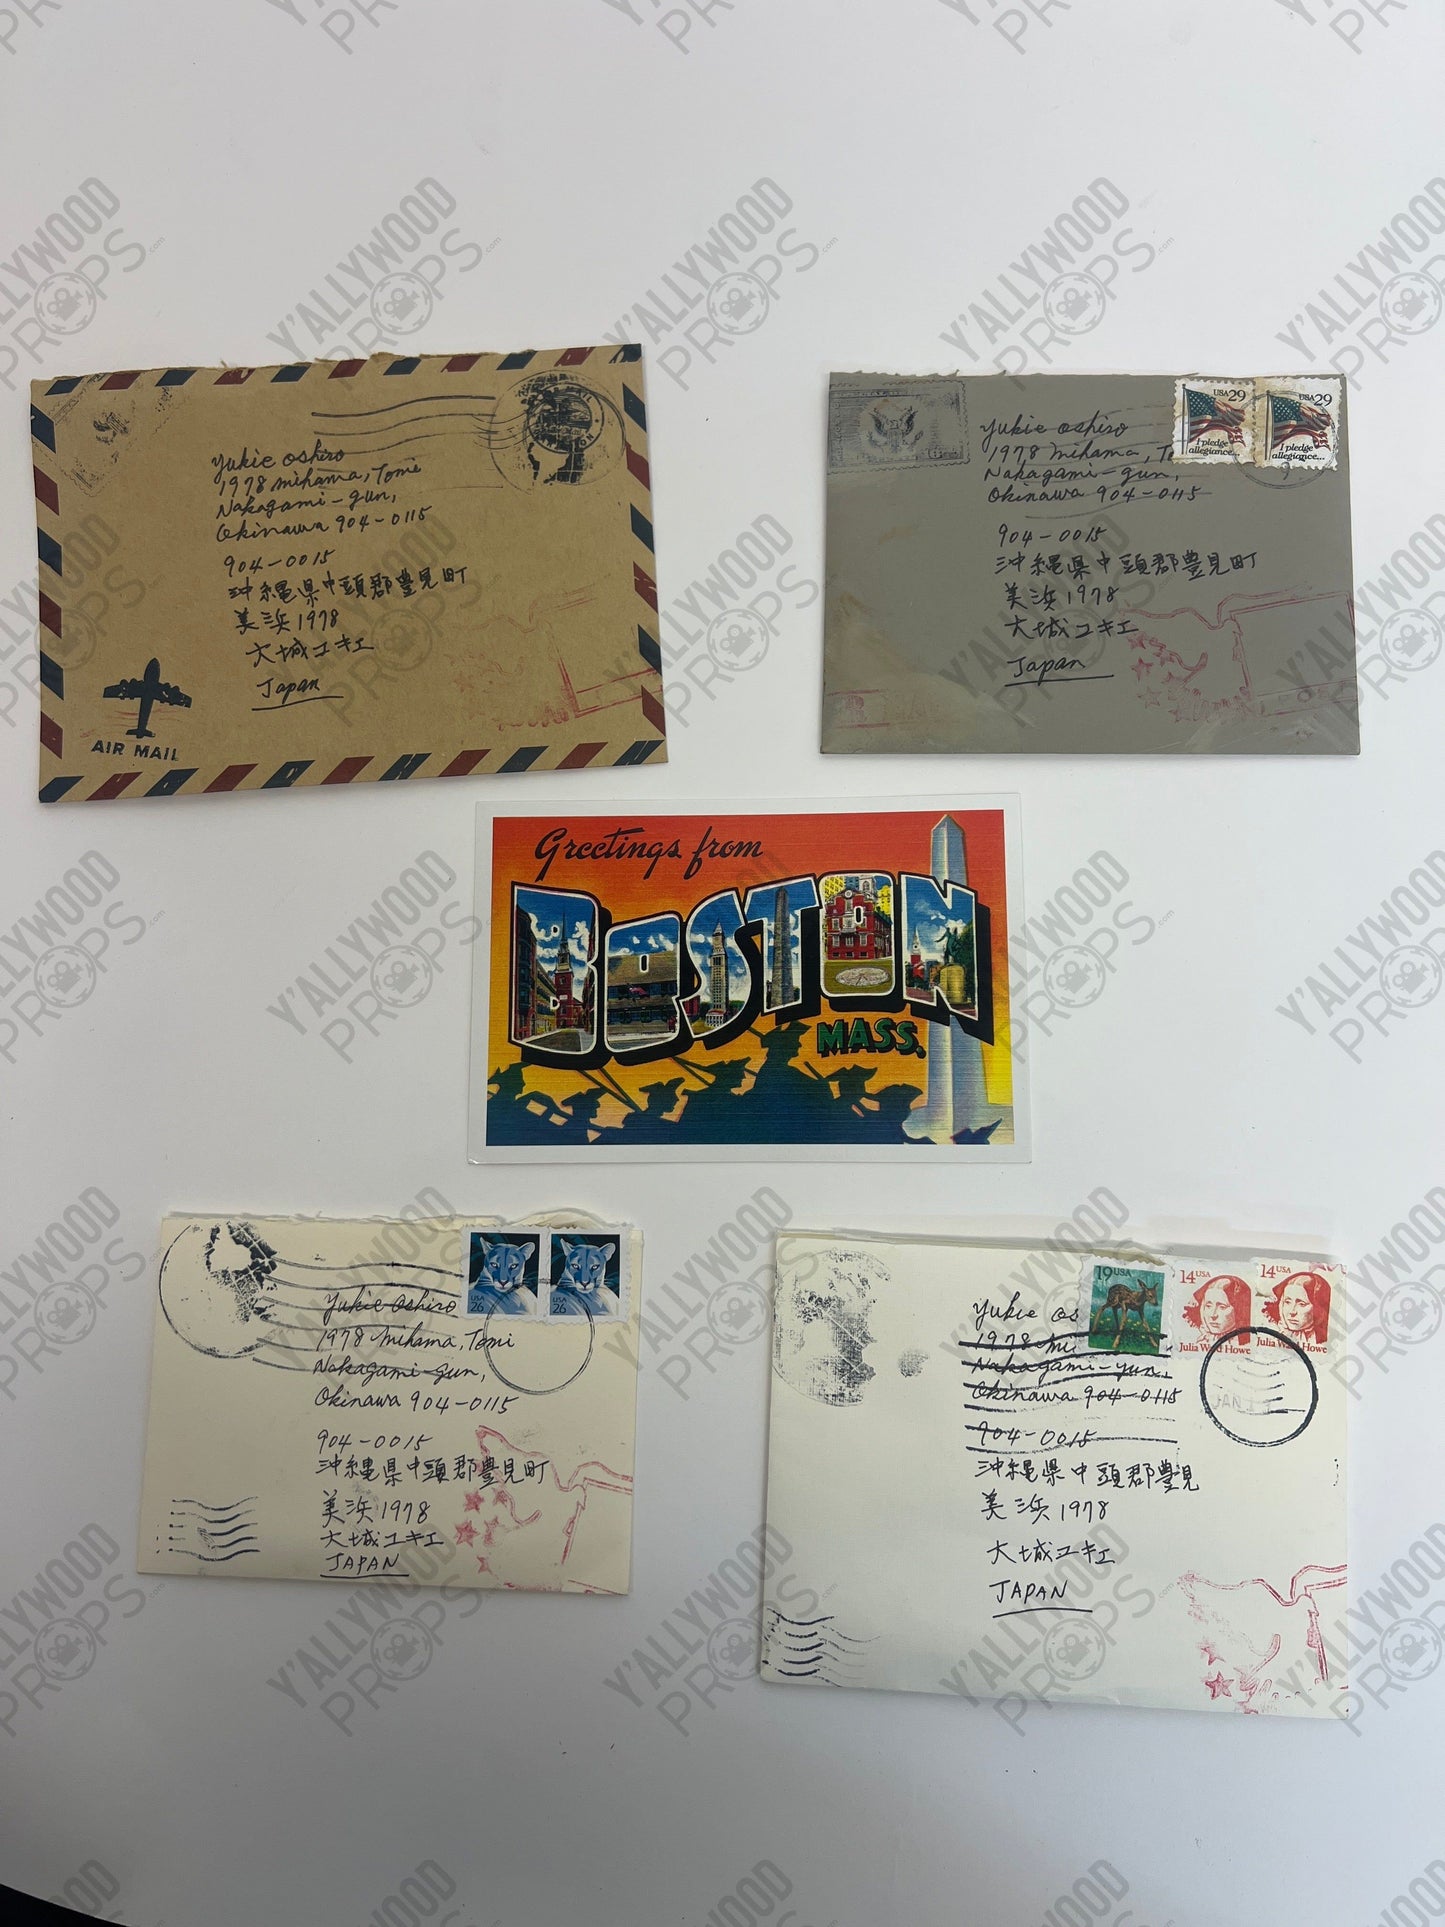 Yukie Oshiro
1978 Mihama, Tomi
Nakagami-gun,
Okinawa 904-0115
904-0015
沖縄県中頭郡豊見町
美浜1978
大城ユキエ
Japan
AIR MAIL
USA 29
I pledge
allegiance...
USA 29
I pledge
allegiance...
Yukie Oshiro
1978 Mihama, T
Nakagami-gun,
Okinawa 904-0115
904-0015
沖縄県中頭郡豊見町
美浜1978
大城ユキエ
Japan
Greetings from
BOSTON
MASS.
USA
26
USA
26
Yukie Oshiro
1978 Mihama, Tomi
Nakagami-gun,
Okinawa 904-0115
904-0015
沖縄県中頭郡豊見町
美浜1978
大城ユキエ
JAPAN
19 USA
14 USA
Julia Ward Howe
14 USA
Julia Ward Howe
Yukie Os
1978 Mi
Nakagami-gun,
Okinawa 904-0115
904-0015
JAN
沖縄県中頭郡豊見
美浜1978
大城ユキエ
JAPAN
Y'ALLYWOOD
PROPS.com